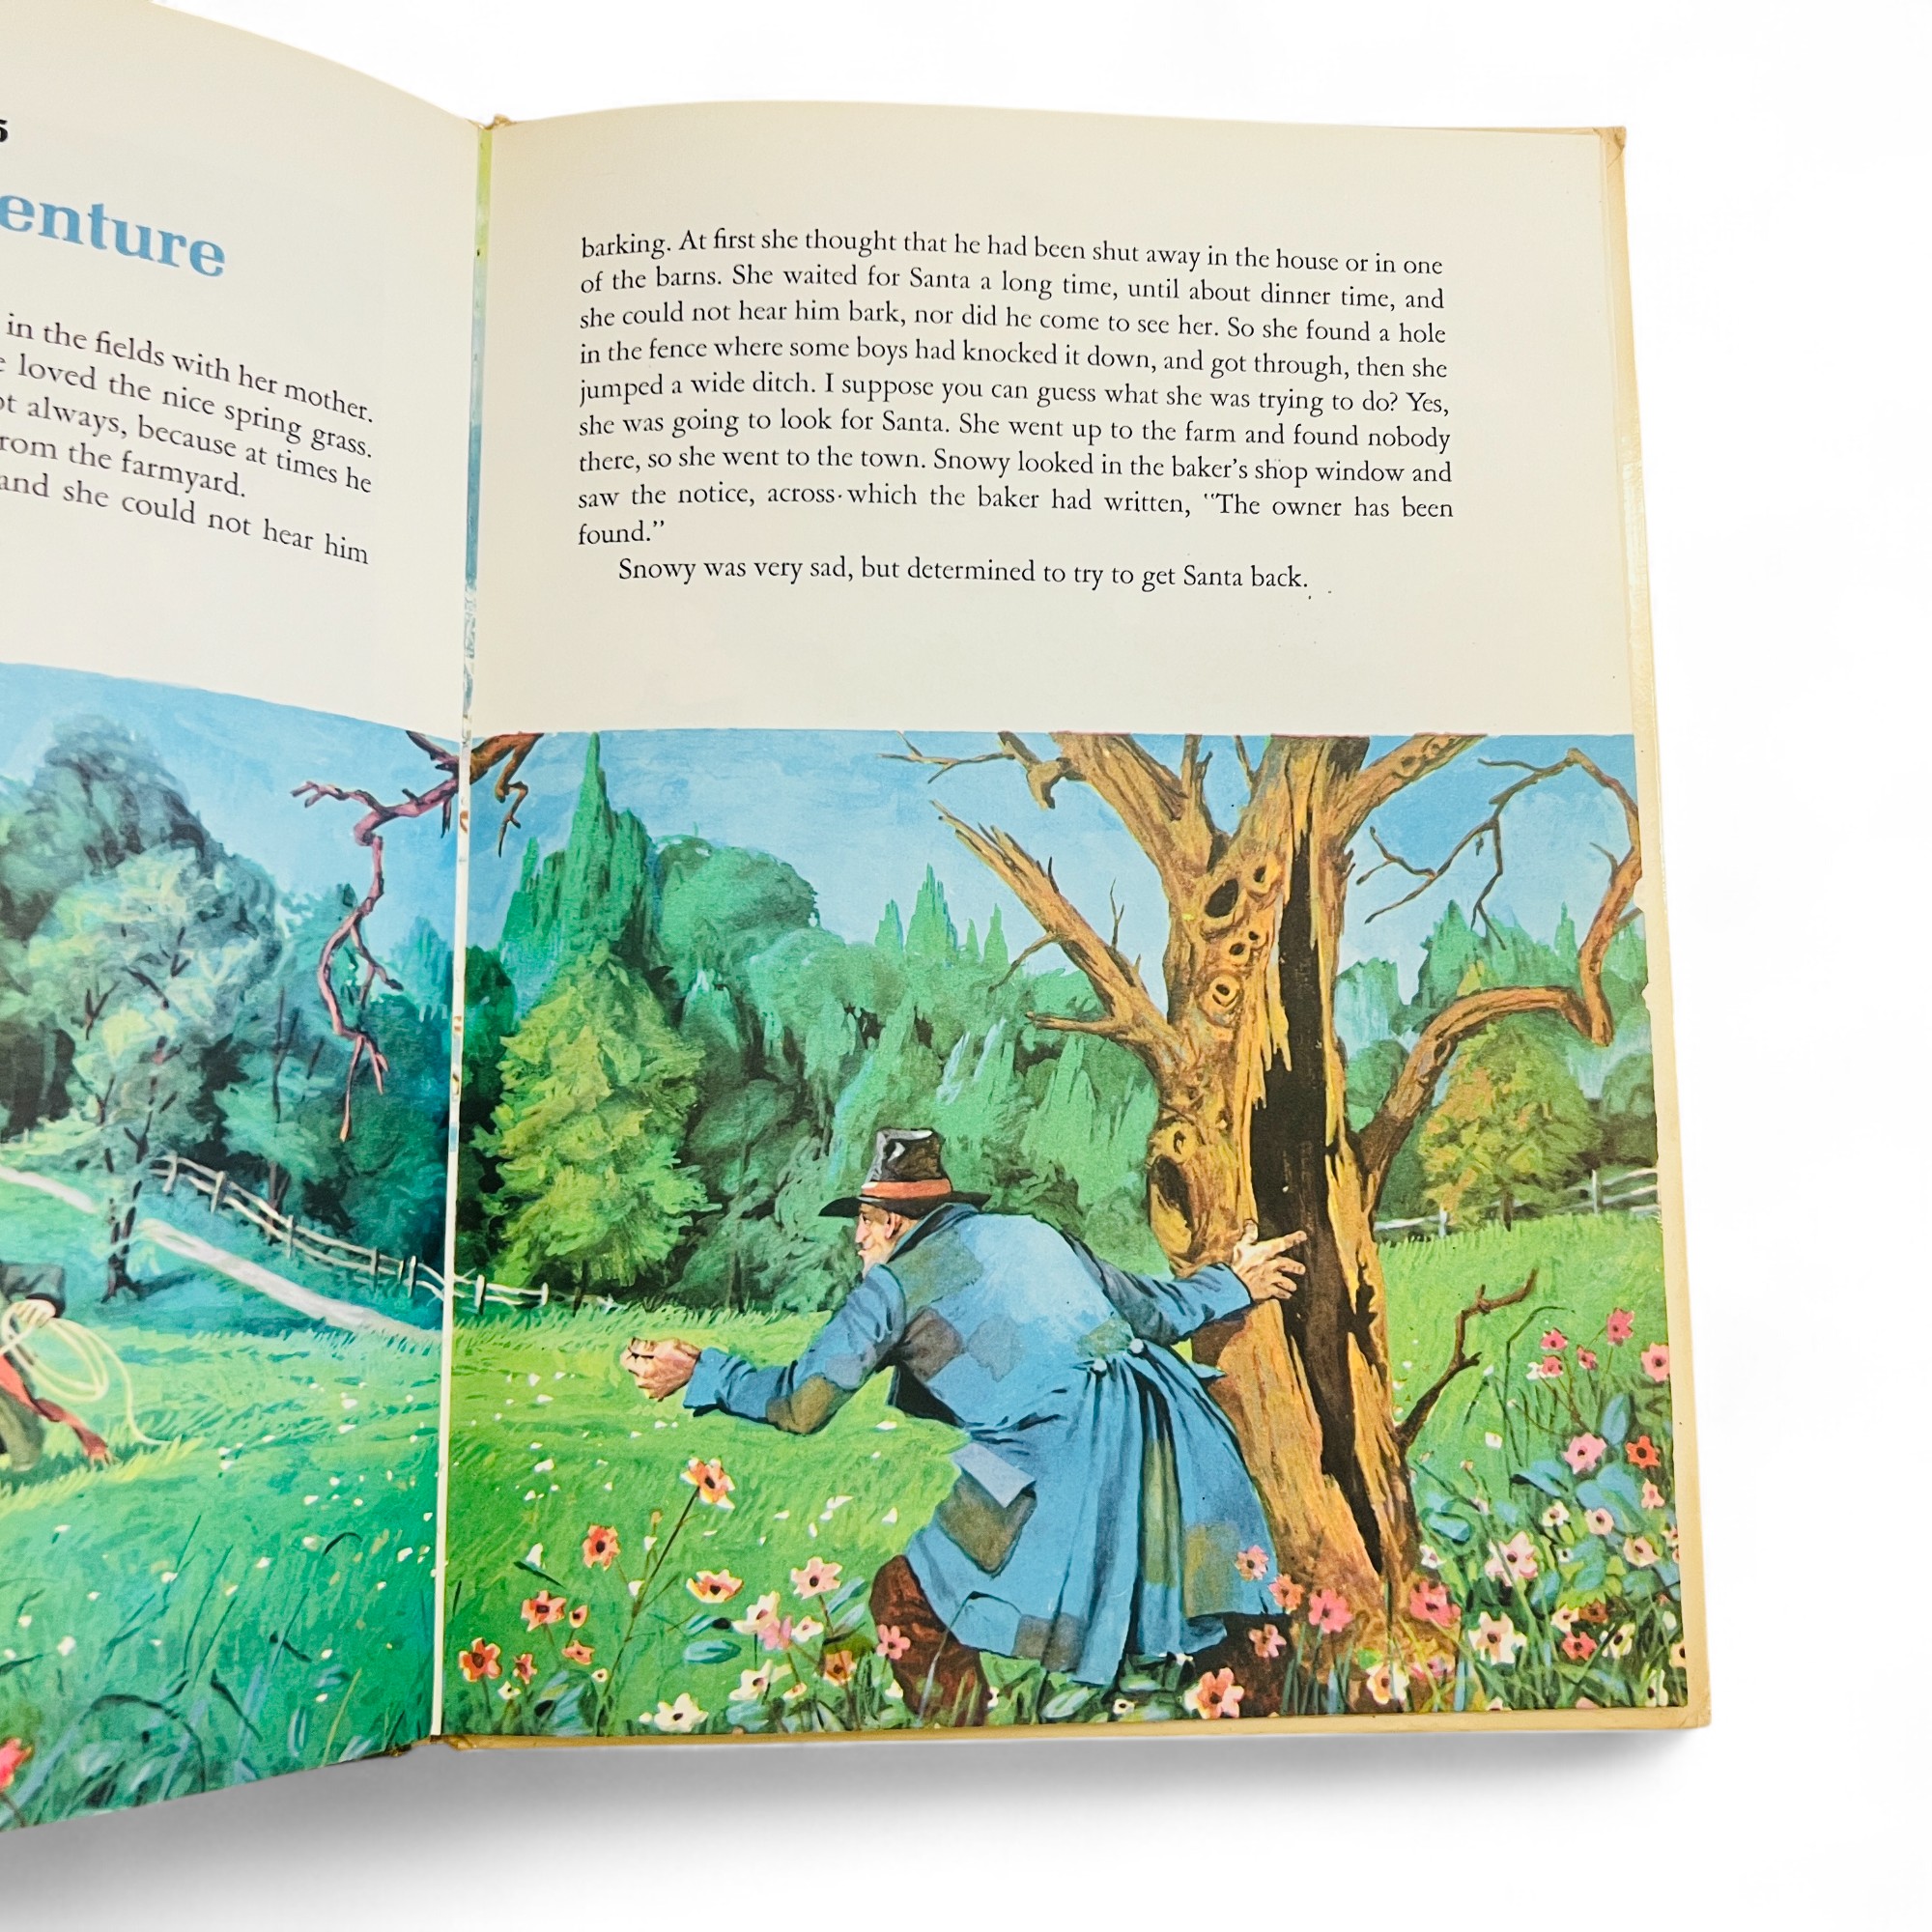 5
enture
in the fields with her mother.
loved the nice spring grass.
always, because at times he
rom the farmyard.
and she could not hear him
barking. At first she thought that he had been shut away in the house or in one
of the barns. She waited for Santa a long time, until about dinner time, and
she could not hear him bark, nor did he come to see her. So she found a hole
in the fence where some boys had knocked it down, and got through, then she
jumped a wide ditch. I suppose you can guess what she was trying to do? Yes,
she was going to look for Santa. She went up to the farm and found nobody
there, so she went to the town. Snowy looked in the baker's shop window and
saw the notice, across which the baker had written, "The owner has been
found."
Snowy was very sad, but determined to try to get Santa back.